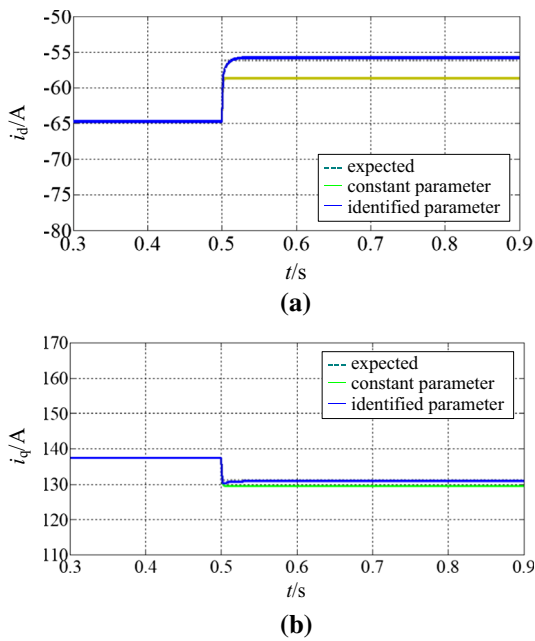 -50
-55
-60
-65
-70
-75
-80
i_d/A
expected
constant parameter
identified parameter
0.3 0.4 0.5 0.6 0.7 0.8 0.9
t/s
(a)
170
160
150
140
130
120
110
i_q/A
expected
constant parameter
identified parameter
0.3 0.4 0.5 0.6 0.7 0.8 0.9
t/s
(b)